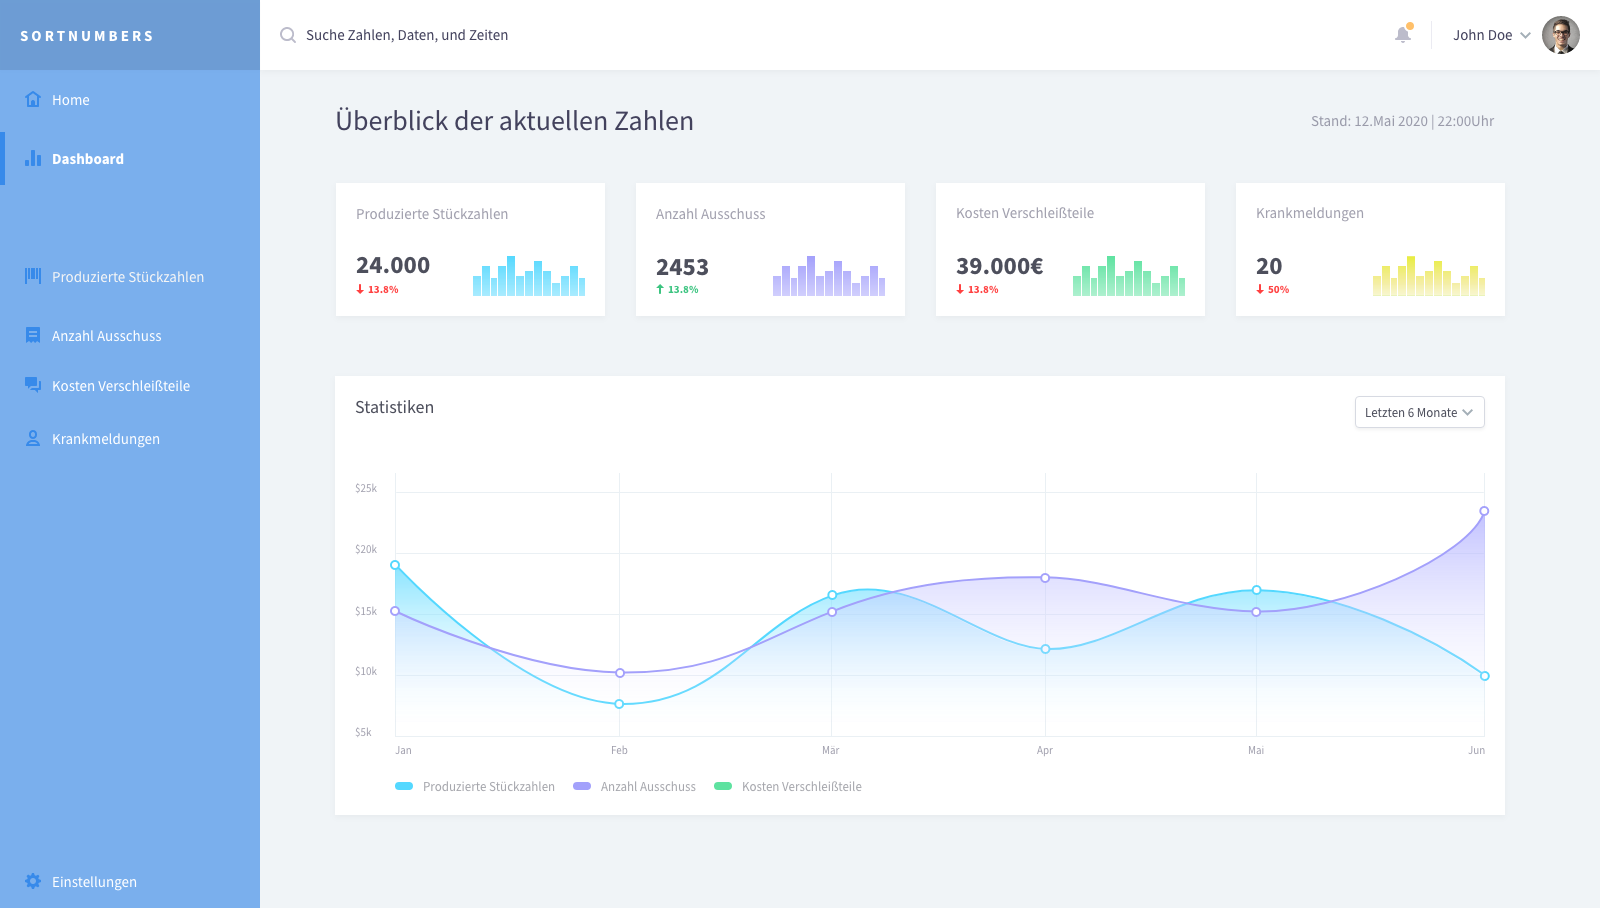 SORTNUMBERS
Suche Zahlen, Daten, und Zeiten
John Doe
Home
Dashboard
Produzierte Stückzahlen
Anzahl Ausschuss
Kosten Verschleißteile
Krankmeldungen
Einstellungen
Überblick der aktuellen Zahlen
Stand: 12.Mai 2020 | 22:00Uhr
Produzierte Stückzahlen
24.000
13.8%
Anzahl Ausschuss
2453
13.8%
Kosten Verschleißteile
39.000€
13.8%
Krankmeldungen
20
50%
Statistiken
Letzten 6 Monate
$25k
$20k
$15k
$10k
$5k
Jan Feb Mär Apr Mai Jun
Produzierte Stückzahlen Anzahl Ausschuss Kosten Verschleißteile